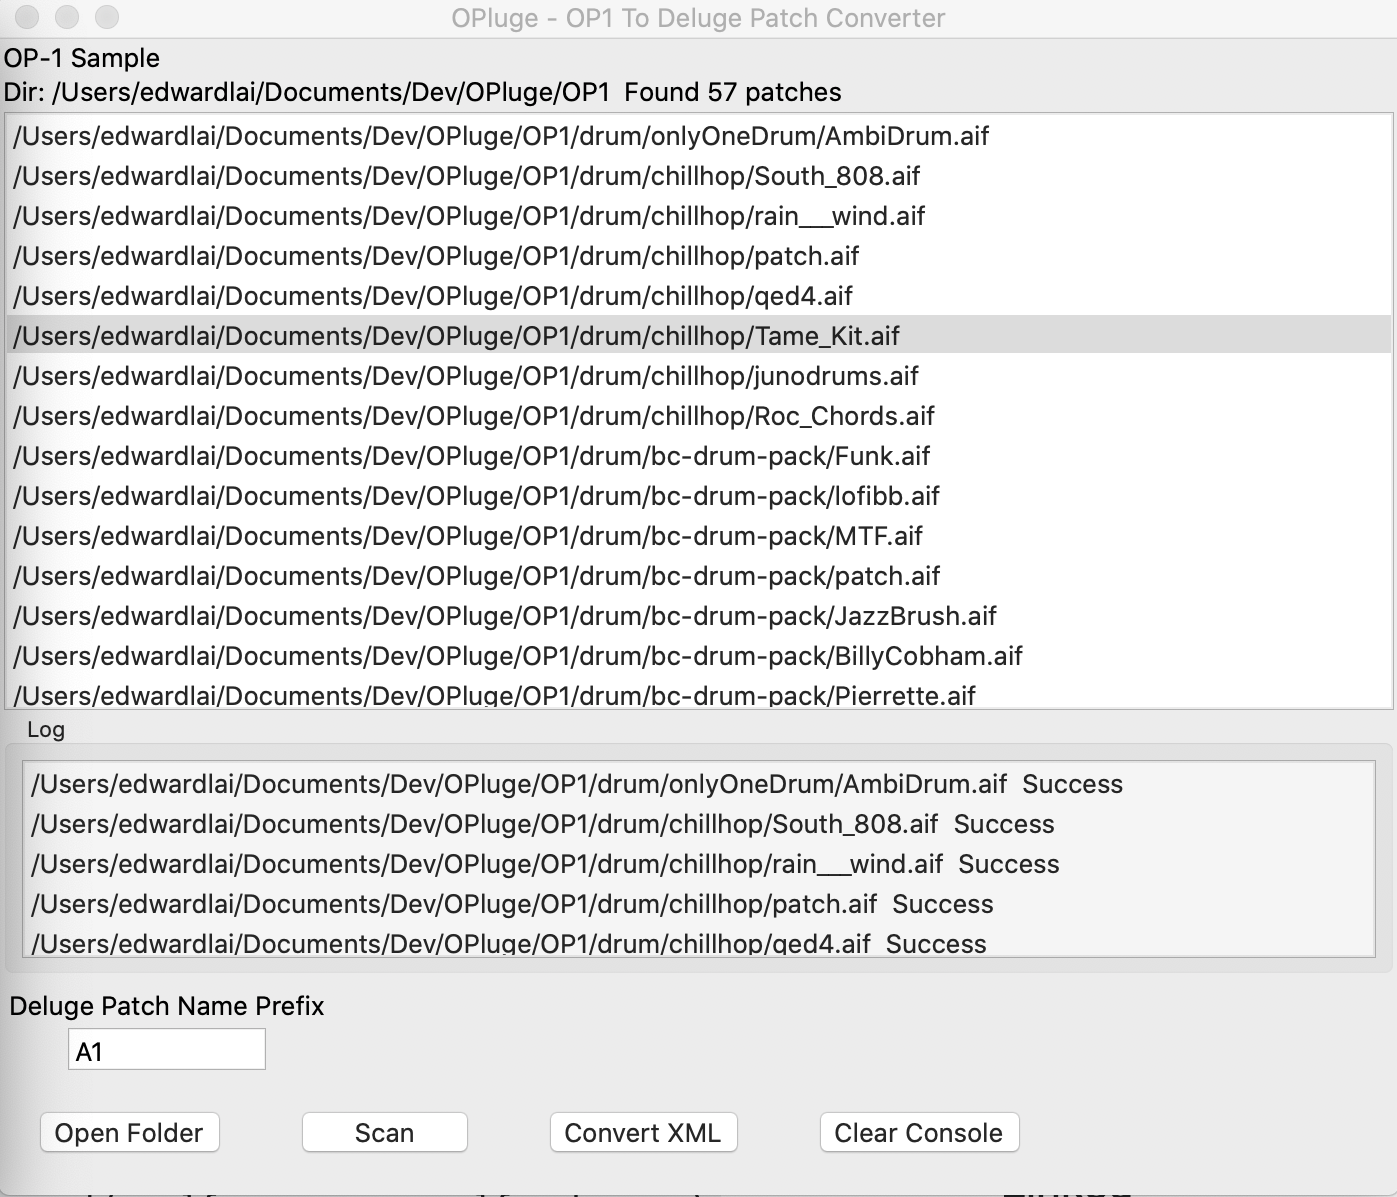 OPluge - OP1 To Deluge Patch Converter
OP-1 Sample
Dir: /Users/edwardlai/Documents/Dev/OPluge/OP1  Found 57 patches
/Users/edwardlai/Documents/Dev/OPluge/OP1/drum/onlyOneDrum/AmbiDrum.aif
/Users/edwardlai/Documents/Dev/OPluge/OP1/drum/chillhop/South_808.aif
/Users/edwardlai/Documents/Dev/OPluge/OP1/drum/chillhop/rain___wind.aif
/Users/edwardlai/Documents/Dev/OPluge/OP1/drum/chillhop/patch.aif
/Users/edwardlai/Documents/Dev/OPluge/OP1/drum/chillhop/qed4.aif
/Users/edwardlai/Documents/Dev/OPluge/OP1/drum/chillhop/Tame_Kit.aif
/Users/edwardlai/Documents/Dev/OPluge/OP1/drum/chillhop/junodrums.aif
/Users/edwardlai/Documents/Dev/OPluge/OP1/drum/chillhop/Roc_Chords.aif
/Users/edwardlai/Documents/Dev/OPluge/OP1/drum/bc-drum-pack/Funk.aif
/Users/edwardlai/Documents/Dev/OPluge/OP1/drum/bc-drum-pack/lofibb.aif
/Users/edwardlai/Documents/Dev/OPluge/OP1/drum/bc-drum-pack/MTF.aif
/Users/edwardlai/Documents/Dev/OPluge/OP1/drum/bc-drum-pack/patch.aif
/Users/edwardlai/Documents/Dev/OPluge/OP1/drum/bc-drum-pack/JazzBrush.aif
/Users/edwardlai/Documents/Dev/OPluge/OP1/drum/bc-drum-pack/BillyCobham.aif
/Users/edwardlai/Documents/Dev/OPluge/OP1/drum/bc-drum-pack/Pierrette.aif
Log
/Users/edwardlai/Documents/Dev/OPluge/OP1/drum/onlyOneDrum/AmbiDrum.aif  Success
/Users/edwardlai/Documents/Dev/OPluge/OP1/drum/chillhop/South_808.aif  Success
/Users/edwardlai/Documents/Dev/OPluge/OP1/drum/chillhop/rain___wind.aif  Success
/Users/edwardlai/Documents/Dev/OPluge/OP1/drum/chillhop/patch.aif  Success
/Users/edwardlai/Documents/Dev/OPluge/OP1/drum/chillhop/qed4.aif  Success
Deluge Patch Name Prefix
A1
Open Folder  Scan  Convert XML  Clear Console